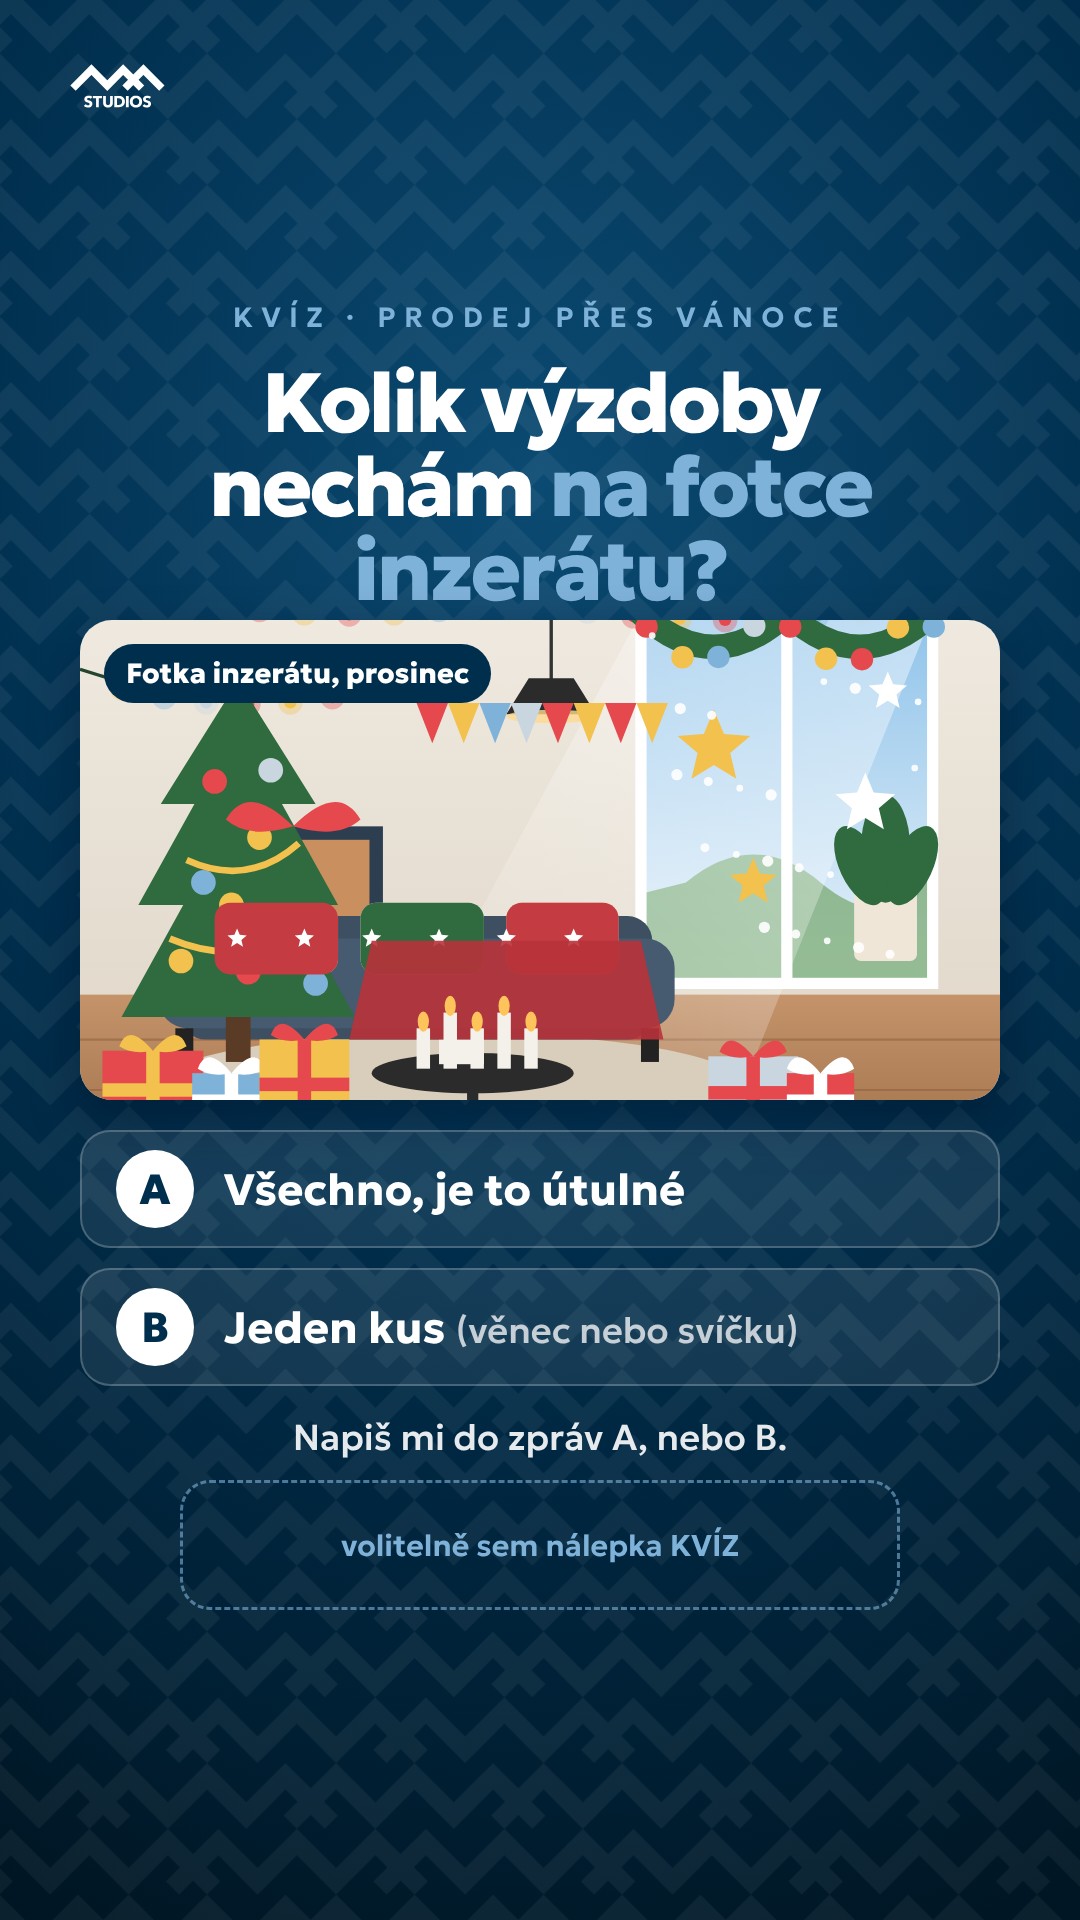 STUDIOS
KVÍZ · PRODEJ PŘES VÁNOCE
Kolik výzdoby
nechám na fotce
inzerátu?
Fotka inzerátu, prosinec
A Všechno, je to útulné
B Jeden kus (věnec nebo svíčku)
Napiš mi do zpráv A, nebo B.
volitelně sem nálepka KVÍZ